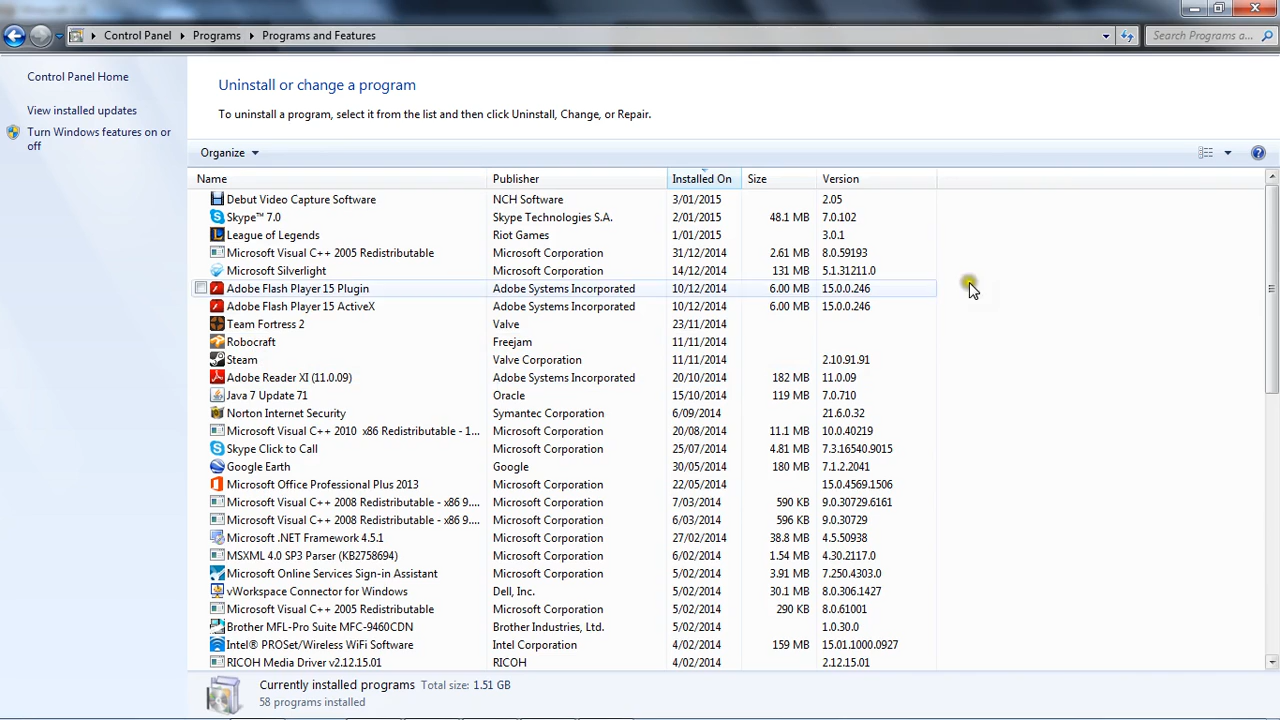 Control Panel Programs Programs and Features Search Programs a...
Control Panel Home
View installed updates
Turn Windows features on or
off
Uninstall or change a program
To uninstall a program, select it from the list and then click Uninstall, Change, or Repair.
Organize
Name Publisher Installed On Size Version
Debut Video Capture Software NCH Software 3/01/2015 2.05
Skype™ 7.0 Skype Technologies S.A. 2/01/2015 48.1 MB 7.0.102
League of Legends Riot Games 1/01/2015 3.0.1
Microsoft Visual C++ 2005 Redistributable Microsoft Corporation 31/12/2014 2.61 MB 8.0.59193
Microsoft Silverlight Microsoft Corporation 14/12/2014 131 MB 5.1.31211.0
Adobe Flash Player 15 Plugin Adobe Systems Incorporated 10/12/2014 6.00 MB 15.0.0.246
Adobe Flash Player 15 ActiveX Adobe Systems Incorporated 10/12/2014 6.00 MB 15.0.0.246
Team Fortress 2 Valve 23/11/2014
Robocraft Freejam 11/11/2014
Steam Valve Corporation 11/11/2014 2.10.91.91
Adobe Reader XI (11.0.09) Adobe Systems Incorporated 20/10/2014 182 MB 11.0.09
Java 7 Update 71 Oracle 15/10/2014 119 MB 7.0.710
Norton Internet Security Symantec Corporation 6/09/2014 21.6.0.32
Microsoft Visual C++ 2010 x86 Redistributable - 1... Microsoft Corporation 20/08/2014 11.1 MB 10.0.40219
Skype Click to Call Microsoft Corporation 25/07/2014 4.81 MB 7.3.16540.9015
Google Earth Google 30/05/2014 180 MB 7.1.2.2041
Microsoft Office Professional Plus 2013 Microsoft Corporation 22/05/2014 15.0.4569.1506
Microsoft Visual C++ 2008 Redistributable - x86 9.... Microsoft Corporation 7/03/2014 590 KB 9.0.30729.6161
Microsoft Visual C++ 2008 Redistributable - x86 9.... Microsoft Corporation 6/03/2014 596 KB 9.0.30729
Microsoft .NET Framework 4.5.1 Microsoft Corporation 27/02/2014 38.8 MB 4.5.50938
MSXML 4.0 SP3 Parser (KB2758694) Microsoft Corporation 6/02/2014 1.54 MB 4.30.2117.0
Microsoft Online Services Sign-in Assistant Microsoft Corporation 5/02/2014 3.91 MB 7.250.4303.0
vWorkspace Connector for Windows Dell, Inc. 5/02/2014 30.1 MB 8.0.306.1427
Microsoft Visual C++ 2005 Redistributable Microsoft Corporation 5/02/2014 290 KB 8.0.61001
Brother MFL-Pro Suite MFC-9460CDN Brother Industries, Ltd. 5/02/2014 1.0.30.0
Intel® PROSet/Wireless WiFi Software Intel Corporation 4/02/2014 159 MB 15.01.1000.0927
RICOH Media Driver v2.12.15.01 RICOH 4/02/2014 2.12.15.01
Currently installed programs Total size: 1.51 GB
58 programs installed